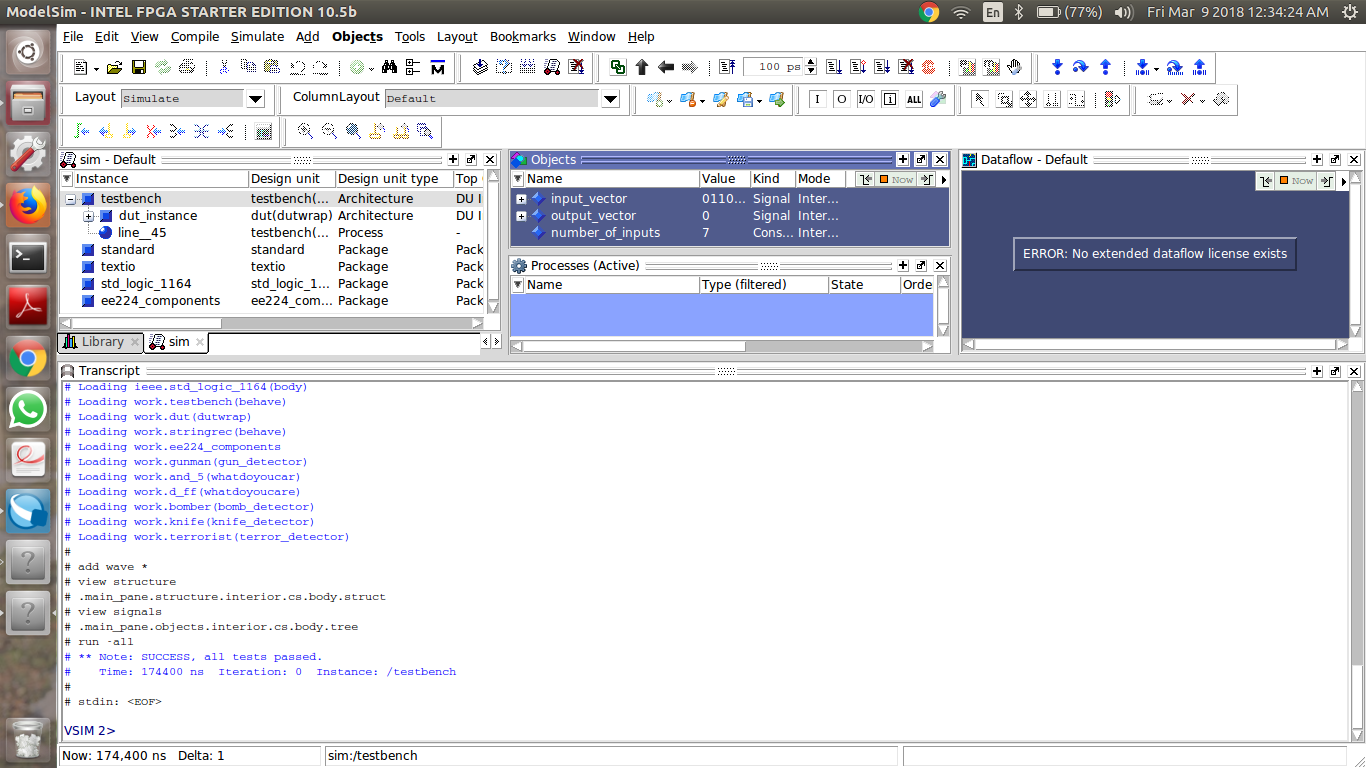 ModelSim - INTEL FPGA STARTER EDITION 10.5b
En (77%) Fri Mar 9 2018 12:34:24 AM
File Edit View Compile Simulate Add Objects Tools Layout Bookmarks Window Help
100 ps
Layout Simulate ColumnLayout Default
I O I/O ALL
sim - Default
Instance Design unit Design unit type Top
testbench testbench(... Architecture DU I
dut_instance dut(dutwrap) Architecture DU I
line__45 testbench(... Process -
standard standard Package Pack
textio textio Package Pack
std_logic_1164 std_logic_1... Package Pack
ee224_components ee224_com... Package Pack
Library sim
Objects
Name Value Kind Mode Now
input_vector 0110... Signal Inter...
output_vector 0 Signal Inter...
number_of_inputs 7 Cons... Inter...
Processes (Active)
Name Type (filtered) State Orde
Dataflow - Default
Now
ERROR: No extended dataflow license exists
Transcript
# Loading ieee.std_logic_1164(body)
# Loading work.testbench(behave)
# Loading work.dut(dutwrap)
# Loading work.stringrec(behave)
# Loading work.ee224_components
# Loading work.gunman(gun_detector)
# Loading work.and_5(whatdoyoucar)
# Loading work.d_ff(whatdoyoucare)
# Loading work.bomber(bomb_detector)
# Loading work.knife(knife_detector)
# Loading work.terrorist(terror_detector)
#
# add wave *
# view structure
# .main_pane.structure.interior.cs.body.struct
# view signals
# .main_pane.objects.interior.cs.body.tree
# run -all
# ** Note: SUCCESS, all tests passed.
# Time: 174400 ns Iteration: 0 Instance: /testbench
#
# stdin: <EOF>
VSIM 2>
Now: 174,400 ns Delta: 1 sim:/testbench